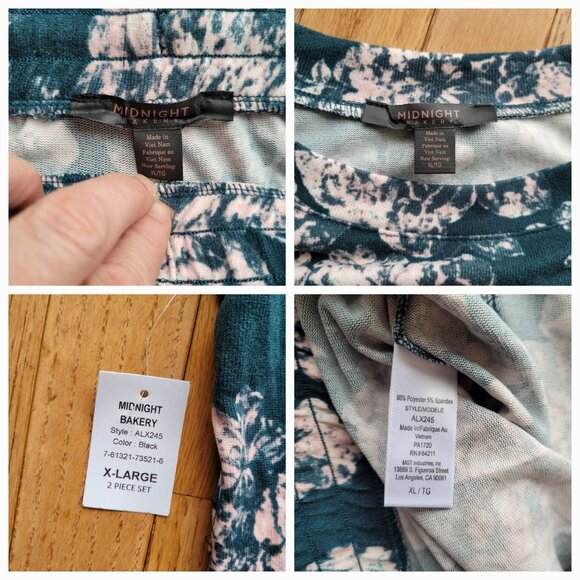 MIDNIGHT
BAKERY
Made in
Viet Nam
Fabrique au
Viet Nam
Now Serving:
XL/TG
MIDNIGHT
BAKERY
Made in
Viet Nam
Fabrique au
Viet Nam
Now Serving:
XL/TG
MIDNIGHT
BAKERY
Style : ALX245
Color : Black
7-61321-73521-6
X-LARGE
2 PIECE SET
95% Polyester 5% Spandex
STYLE/MODELE
ALX245
Made In/Fabrique Au
Vietnam
PA1720
RN # 64211
MGT Industries, Inc
13889 S. Figueroa Street
Los Angeles, CA 90061
XL / TG